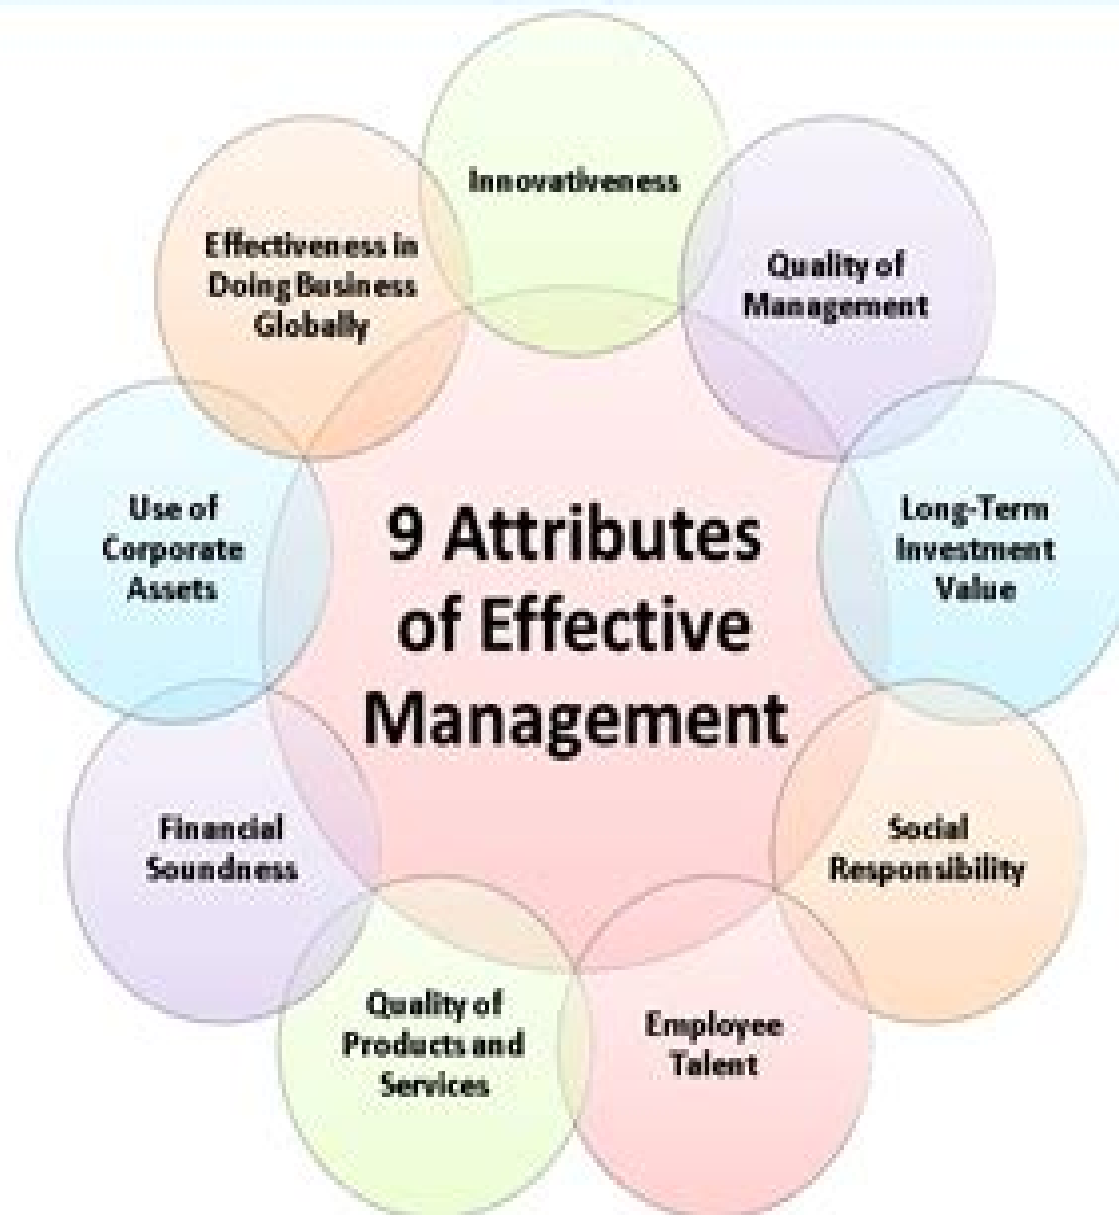 Innovativeness
Quality of
Management
Long-Term
Investment
Value
Social
Responsibility
Employee
Talent
Quality of
Products and
Services
Financial
Soundness
Use of
Corporate
Assets
Effectiveness in
Doing Business
Globally
9 Attributes
of Effective
Management